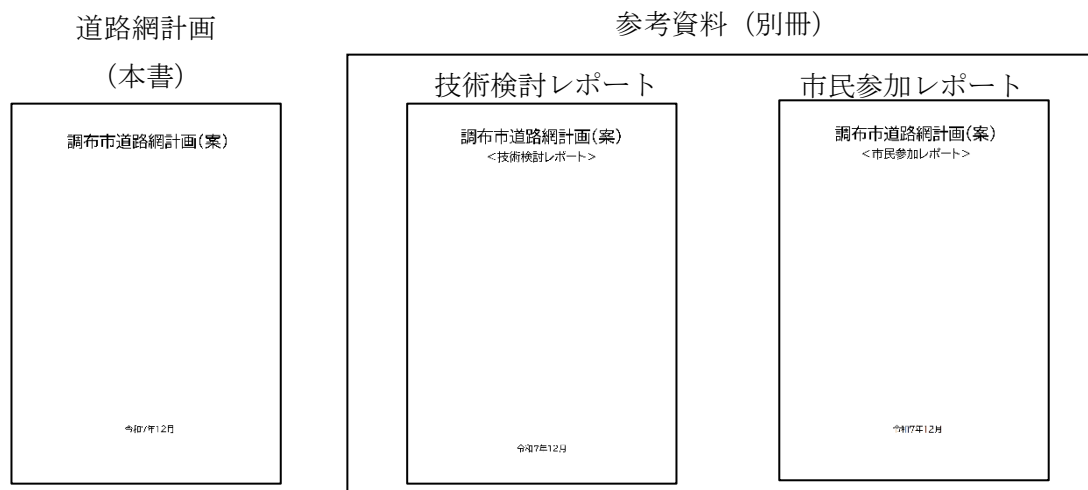 道路網計画
（本書）
調布市道路網計画(案)
令和7年12月
参考資料（別冊）
技術検討レポート
調布市道路網計画(案)
<技術検討レポート>
令和7年12月
市民参加レポート
調布市道路網計画(案)
<市民参加レポート>
令和7年12月